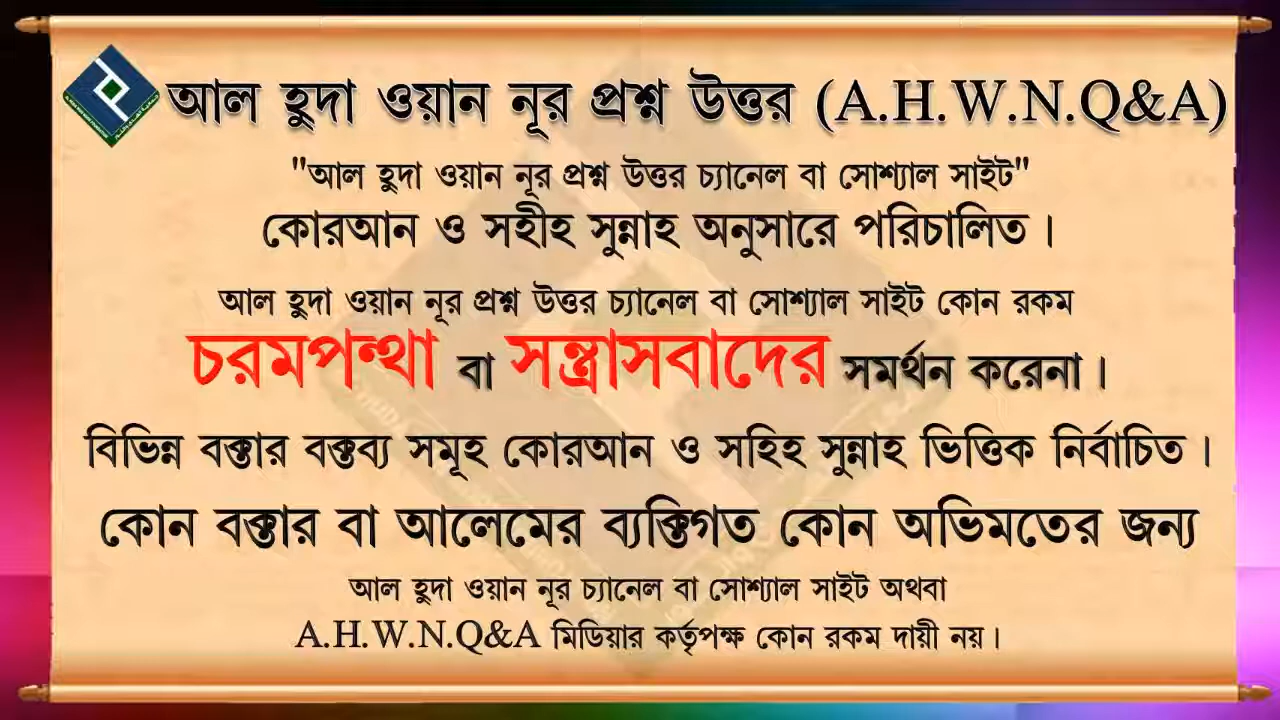 আল হুদা ওয়ান নূর প্রশ্ন উত্তর (A.H.W.N.Q&A)
"আল হুদা ওয়ান নূর প্রশ্ন উত্তর চ্যানেল বা সোশ্যাল সাইট"
কোরআন ও সহীহ সুন্নাহ অনুসারে পরিচালিত।
আল হুদা ওয়ান নূর প্রশ্ন উত্তর চ্যানেল বা সোশ্যাল সাইট কোন রকম
চরমপন্থা বা সন্ত্রাসবাদের সমর্থন করেনা।
বিভিন্ন বক্তার বক্তব্য সমূহ কোরআন ও সহিহ সুন্নাহ ভিত্তিক নির্বাচিত।
কোন বক্তার বা আলেমের ব্যক্তিগত কোন অভিমতের জন্য
আল হুদা ওয়ান নূর চ্যানেল বা সোশ্যাল সাইট অথবা
A.H.W.N.Q&A মিডিয়ার কর্তৃপক্ষ কোন রকম দায়ী নয়।